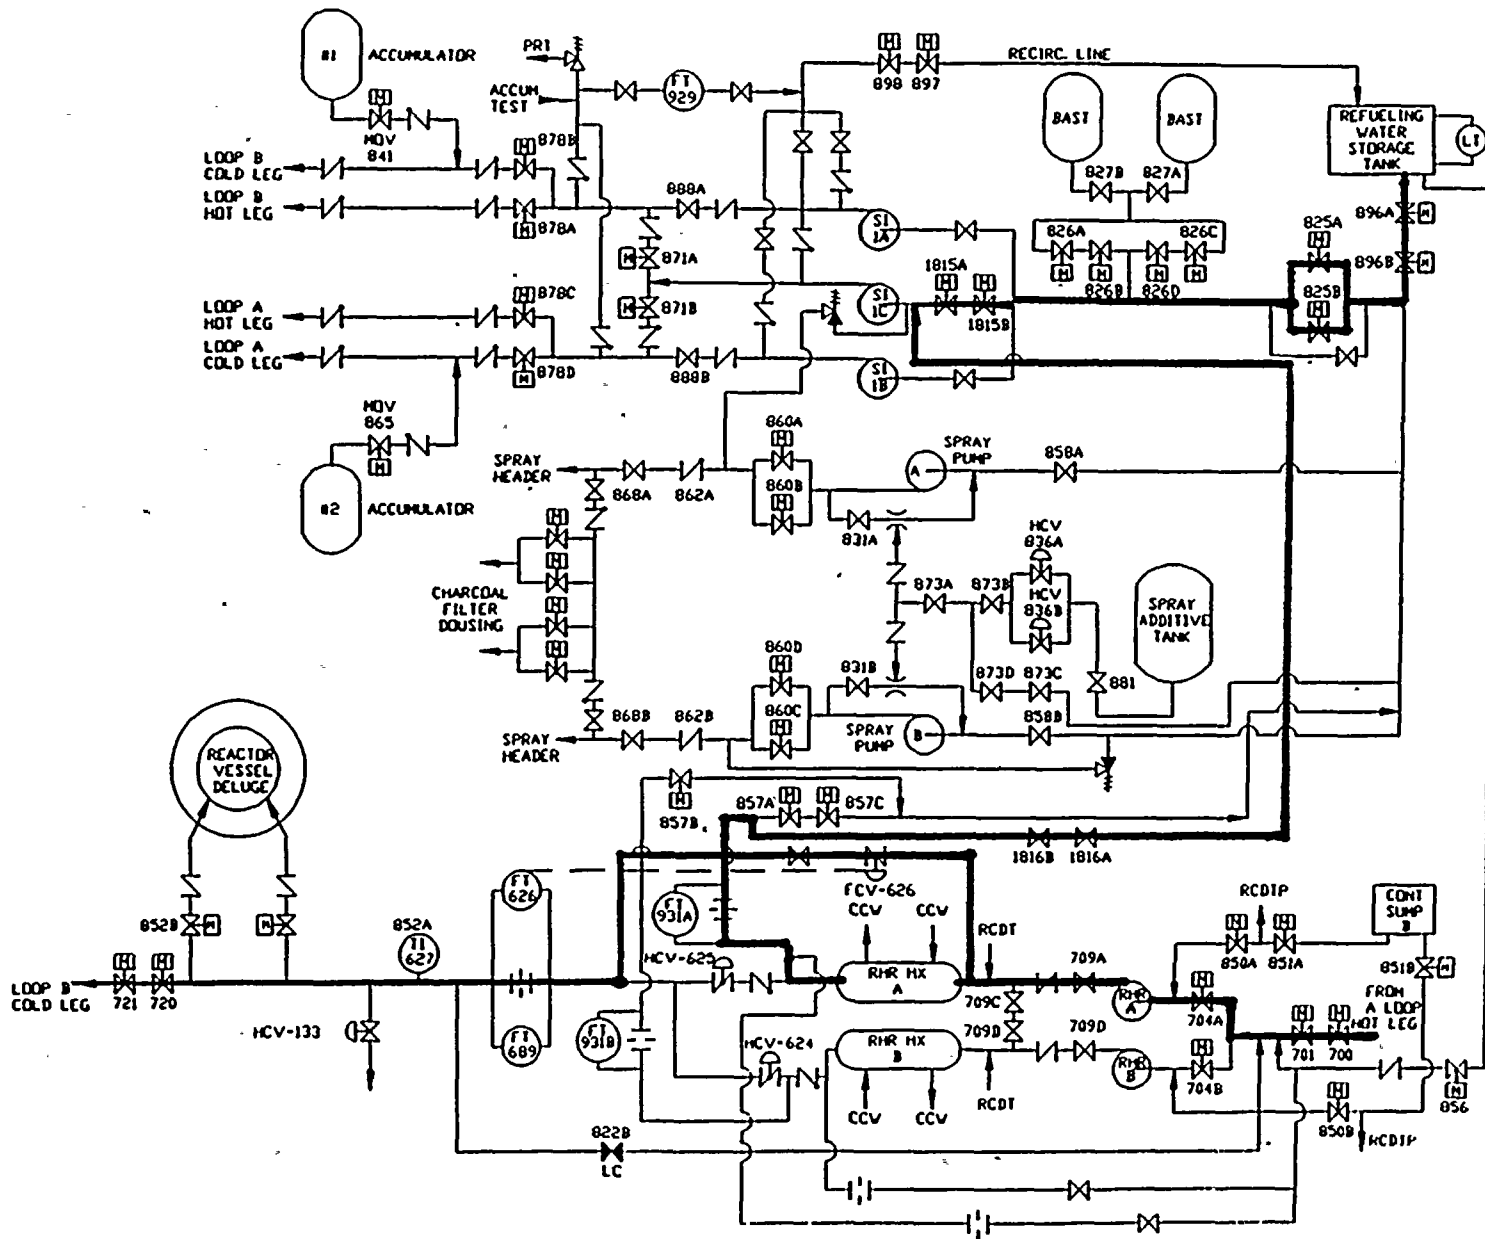 #1
ACCUMULATOR
PRT
ACCUM
TEST
FT
929
898
897
RECIRC. LINE
BAST
BAST
REFUELING
WATER
STORAGE
TANK
LT
MOV
841
878B
LOOP B
COLD LEG
LOOP B
HOT LEG
878A
888A
SI
1A
827B
827A
826A
826C
826B
826D
825A
825B
896A
896B
871A
871B
1815A
1815B
SI
1C
878C
LOOP A
HOT LEG
LOOP A
COLD LEG
878D
888B
SI
1B
MOV
865
#2
ACCUMULATOR
SPRAY
HEADER
868A
862A
860A
860B
A
SPRAY
PUMP
858A
831A
HCV
836A
873A
873B
HCV
836B
SPRAY
ADDITIVE
TANK
CHARCOAL
FILTER
DOUSING
860D
860C
831B
873D
873C
881
SPRAY
HEADER
868B
862B
SPRAY
PUMP
B
858B
REACTOR
VESSEL
DELUGE
857B
857A
857C
1816B
1816A
FT
626
FCV-626
FT
931A
CCW
CCW
RCDT
RCDTP
CONT
SUMP
B
852B
852A
TI
627
HCV-625
RHR HX
A
709A
850A
851A
851B
LOOP B
COLD LEG
721
720
709C
RHR
A
704A
FROM
A LOOP
HOT LEG
HCV-133
FT
689
FT
931B
HCV-624
RHR HX
B
709B
709D
RHR
B
704B
701
700
CCW
CCW
RCDT
850B
856
RCDTP
822B
LC